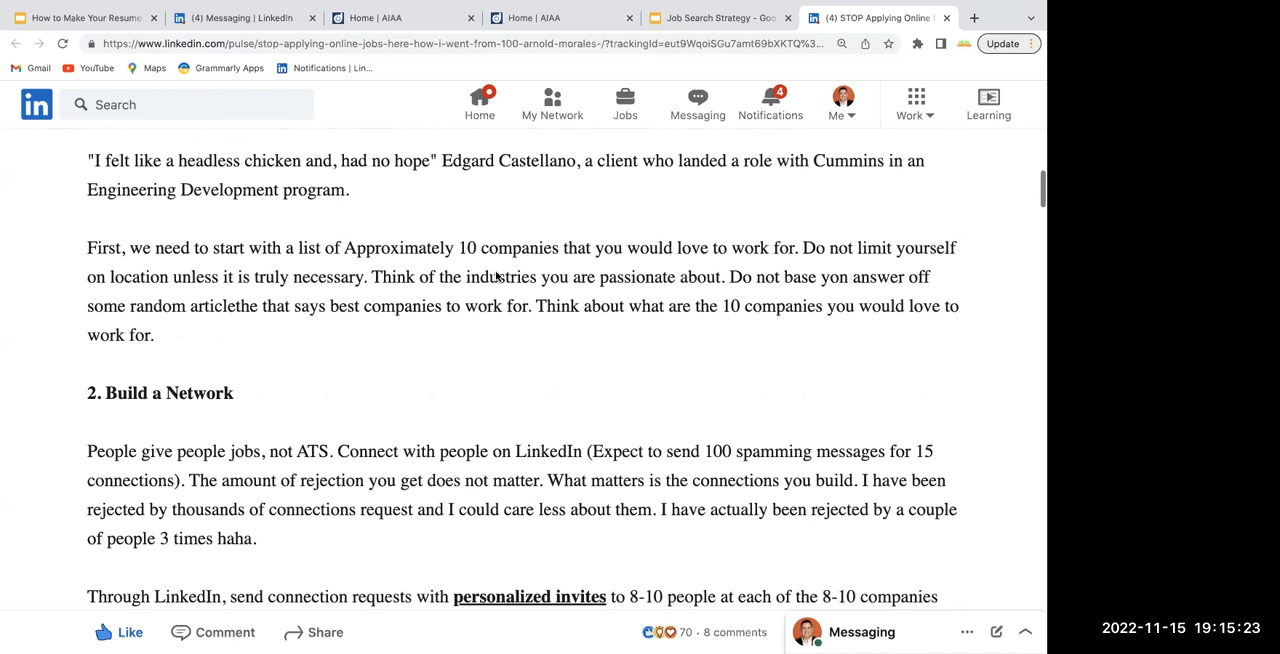 How to Make Your Resume
(4) Messaging | LinkedIn
Home | AIAA
Home | AIAA
Job Search Strategy - Goo
(4) STOP Applying Online f
https://www.linkedin.com/pulse/stop-applying-online-jobs-here-how-i-went-from-100-arnold-morales-/?trackingId=eut9WqoiSGu7amt69bXKTQ%3...
Update
Gmail
YouTube
Maps
Grammarly Apps
Notifications | Lin...
in
Search
Home
My Network
Jobs
Messaging
4
Notifications
Me
Work
Learning
"I felt like a headless chicken and, had no hope" Edgard Castellano, a client who landed a role with Cummins in an
Engineering Development program.
First, we need to start with a list of Approximately 10 companies that you would love to work for. Do not limit yourself
on location unless it is truly necessary. Think of the industries you are passionate about. Do not base yon answer off
some random articlethe that says best companies to work for. Think about what are the 10 companies you would love to
work for.
2. Build a Network
People give people jobs, not ATS. Connect with people on LinkedIn (Expect to send 100 spamming messages for 15
connections). The amount of rejection you get does not matter. What matters is the connections you build. I have been
rejected by thousands of connections request and I could care less about them. I have actually been rejected by a couple
of people 3 times haha.
Through LinkedIn, send connection requests with personalized invites to 8-10 people at each of the 8-10 companies
Like
Comment
Share
70 · 8 comments
Messaging
2022-11-15 19:15:23